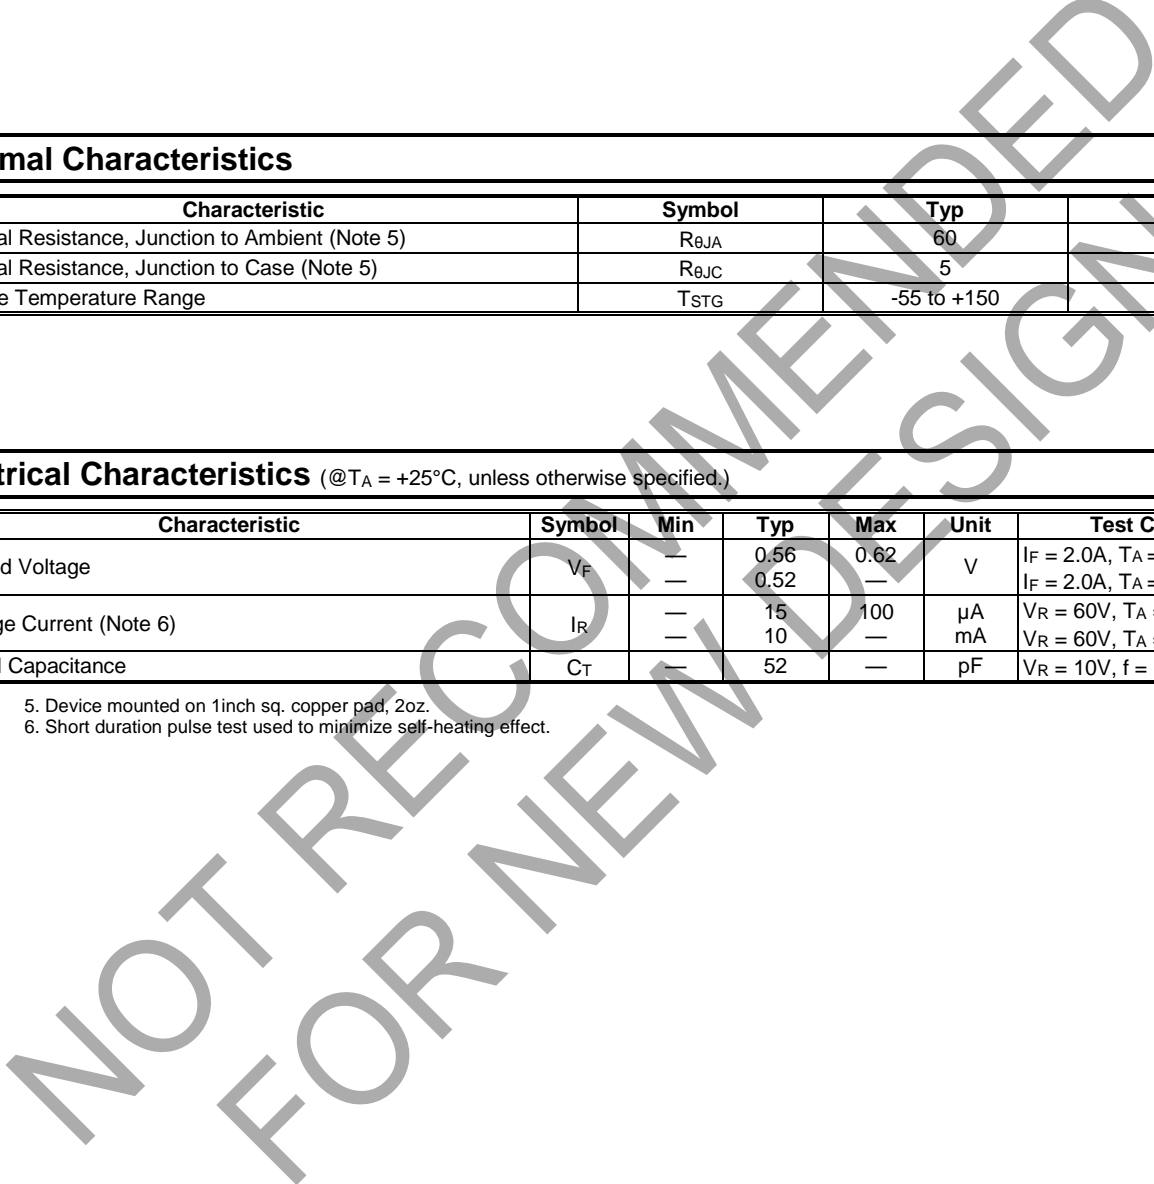 mal Characteristics
Characteristic Symbol Typ
al Resistance, Junction to Ambient (Note 5) RθJA 60
al Resistance, Junction to Case (Note 5) RθJC 5
e Temperature Range TSTG -55 to +150
trical Characteristics (@TA = +25°C, unless otherwise specified.)
Characteristic Symbol Min Typ Max Unit Test C
d Voltage VF — 0.56 0.62 V IF = 2.0A, TA =
— 0.52 — IF = 2.0A, TA =
ge Current (Note 6) IR — 15 100 µA VR = 60V, TA =
— 10 — mA VR = 60V, TA =
l Capacitance CT — 52 — pF VR = 10V, f =
5. Device mounted on 1inch sq. copper pad, 2oz.
6. Short duration pulse test used to minimize self-heating effect.
NOT RECOMMENDED
FOR NEW DESIGN